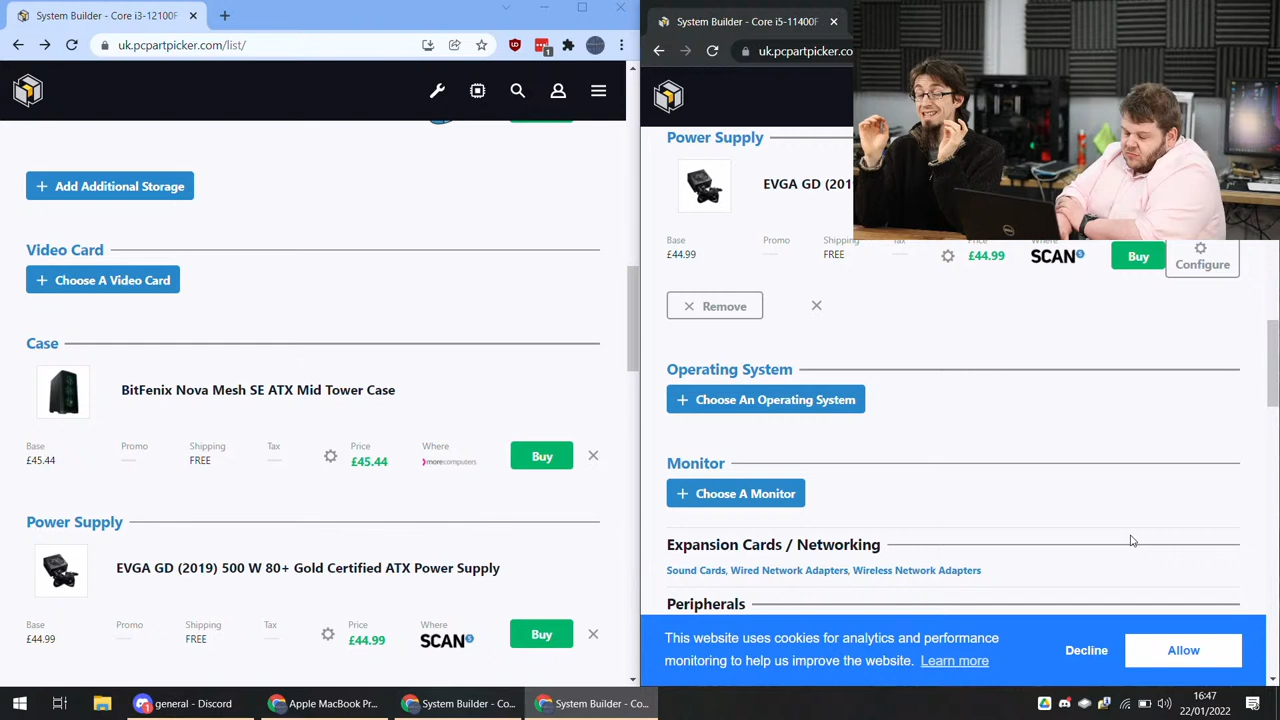 System Builder - Core i3-12100F
uk.pcpartpicker.com/list/
1
Add Additional Storage
Video Card
Choose A Video Card
Case
BitFenix Nova Mesh SE ATX Mid Tower Case
Base Promo Shipping Tax Price Where
£45.44 FREE £45.44 morecomputers Buy
Power Supply
EVGA GD (2019) 500 W 80+ Gold Certified ATX Power Supply
Base Promo Shipping Tax Price Where
£44.99 FREE £44.99 SCAN Buy
System Builder - Core i5-11400F
uk.pcpartpicker.co
Power Supply
EVGA GD (201
Base Promo Shipping Tax Price Where
£44.99 FREE £44.99 SCAN Buy Configure
Remove
Operating System
Choose An Operating System
Monitor
Choose A Monitor
Expansion Cards / Networking
Sound Cards, Wired Network Adapters, Wireless Network Adapters
Peripherals
This website uses cookies for analytics and performance
monitoring to help us improve the website. Learn more
Decline Allow
general - Discord Apple MacBook Pr... System Builder - Co... System Builder - Co...
16:47
22/01/2022